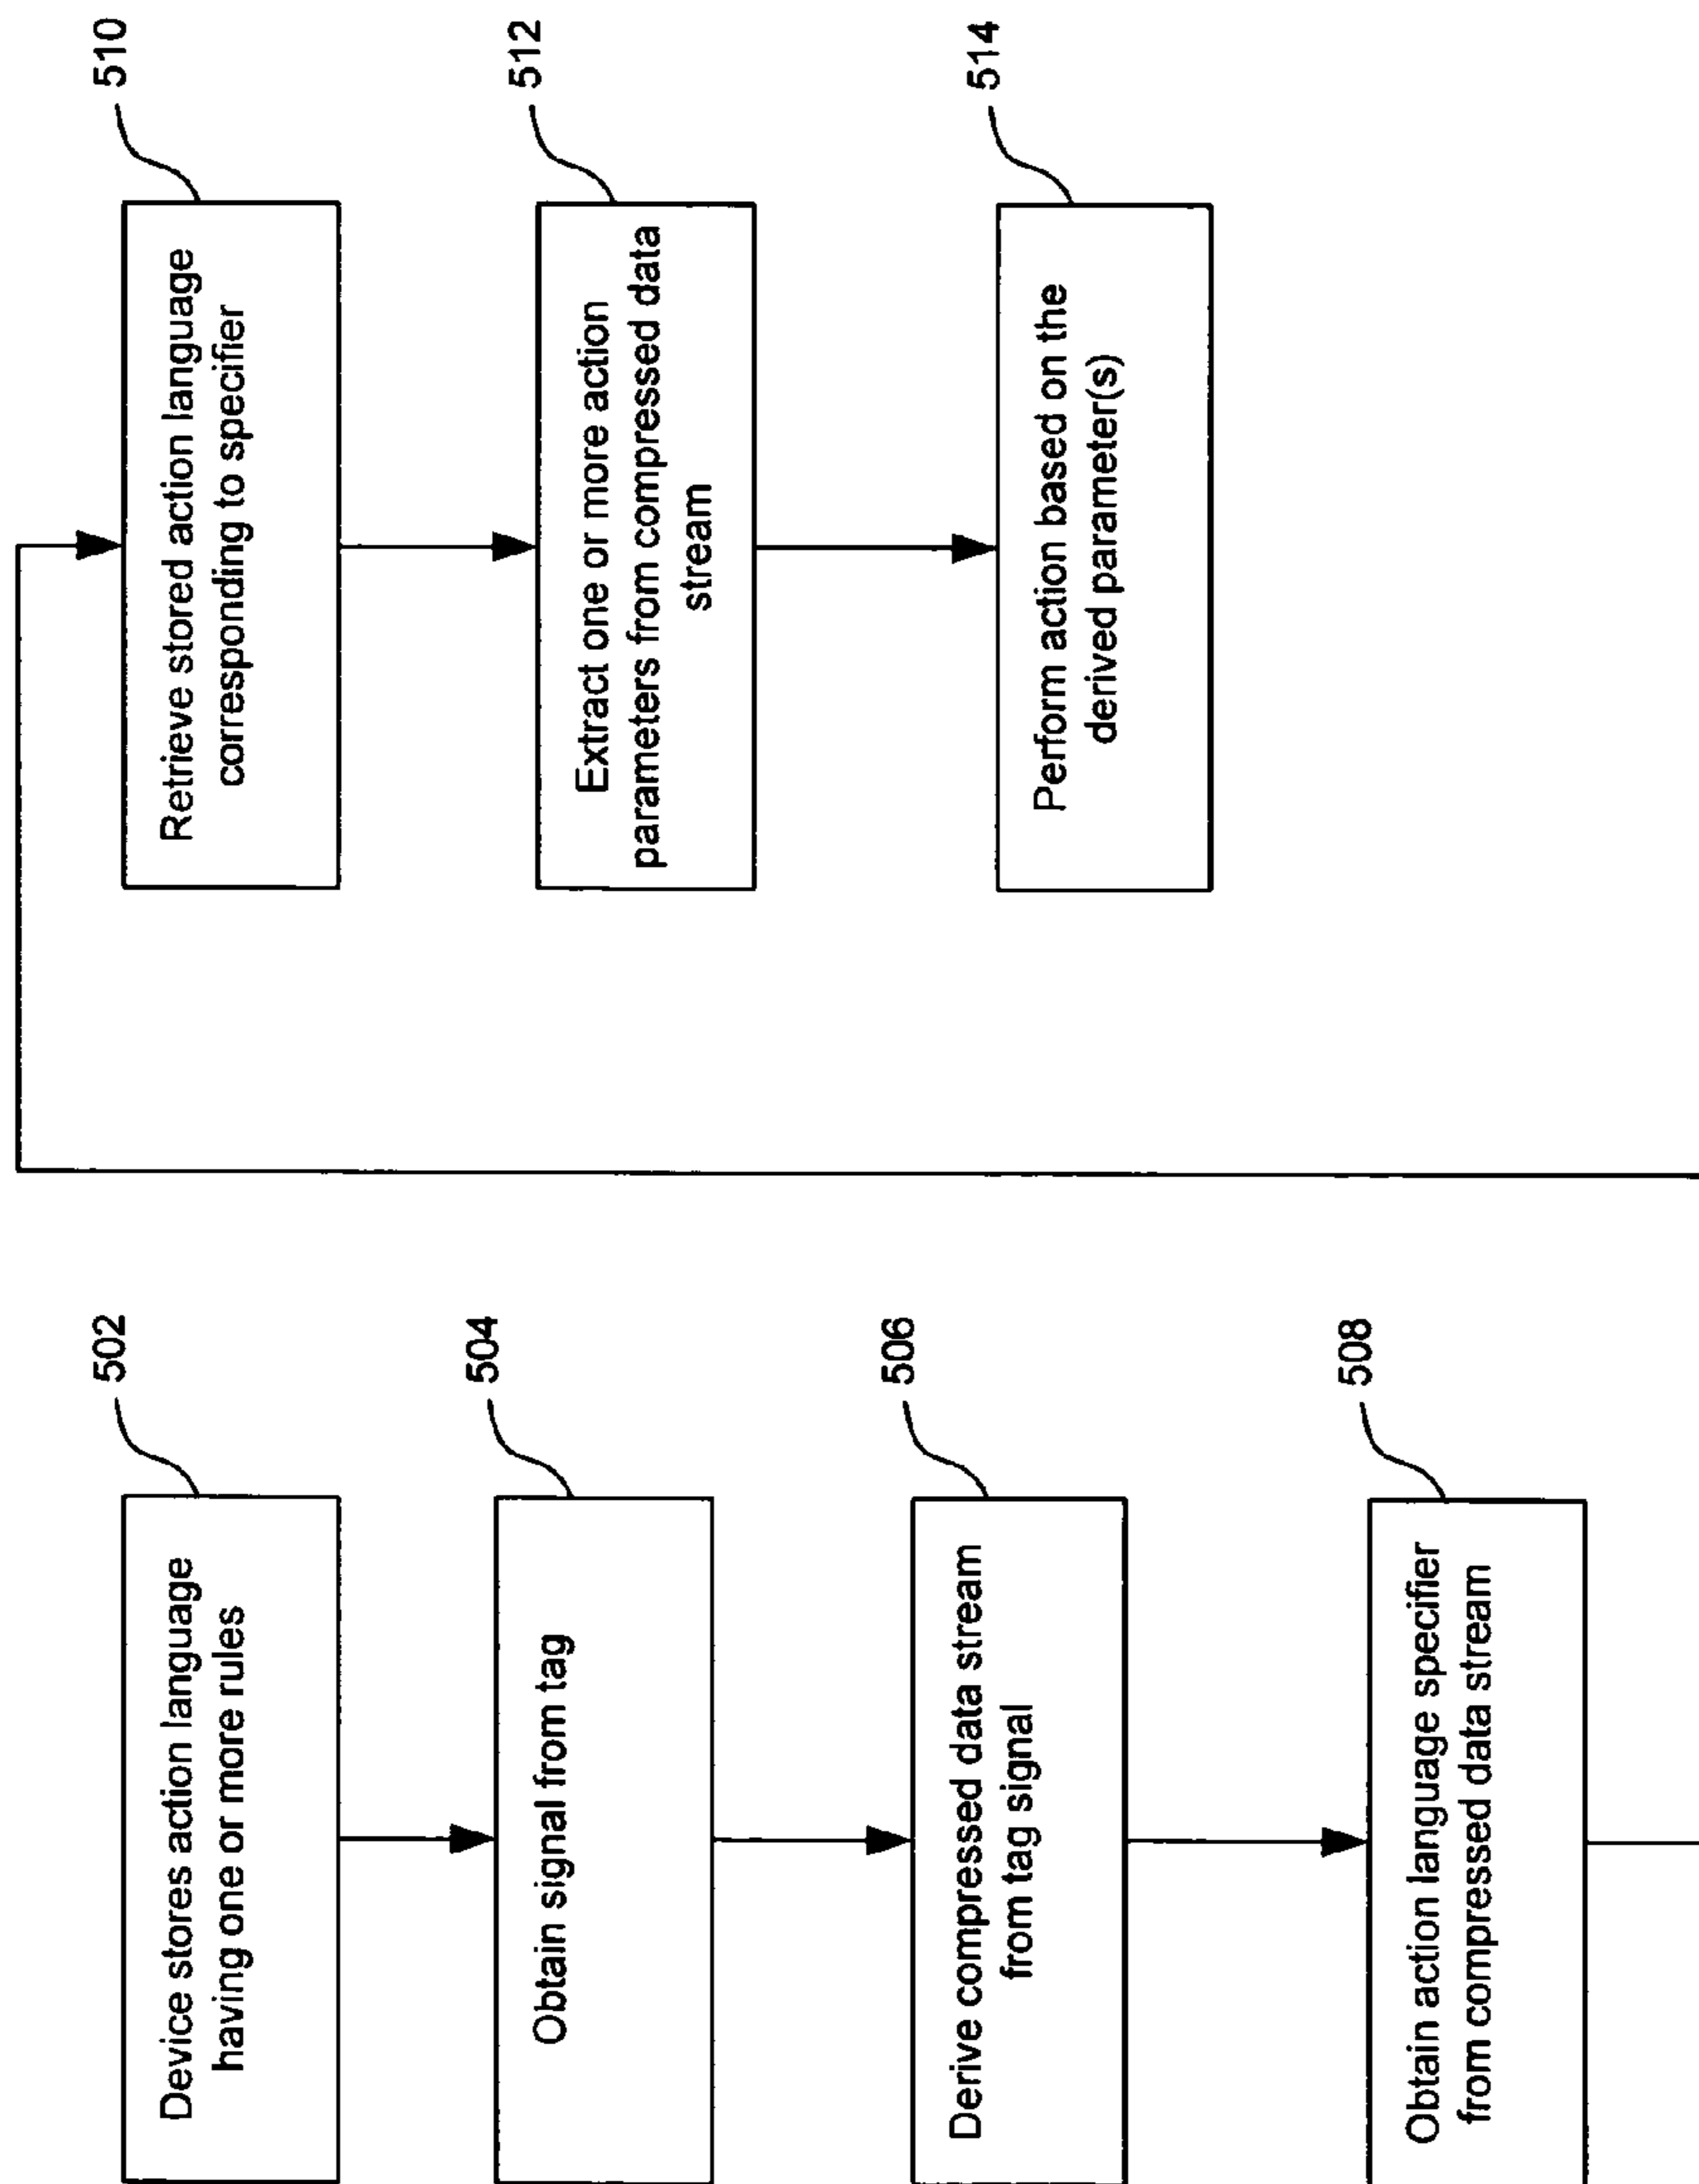 502
Device stores action language
having one or more rules
504
Obtain signal from tag
506
Derive compressed data stream
from tag signal
508
Obtain action language specifier
from compressed data stream
510
Retrieve stored action language
corresponding to specifier
512
Extract one or more action
parameters from compressed data
stream
514
Perform action based on the
derived parameter(s)